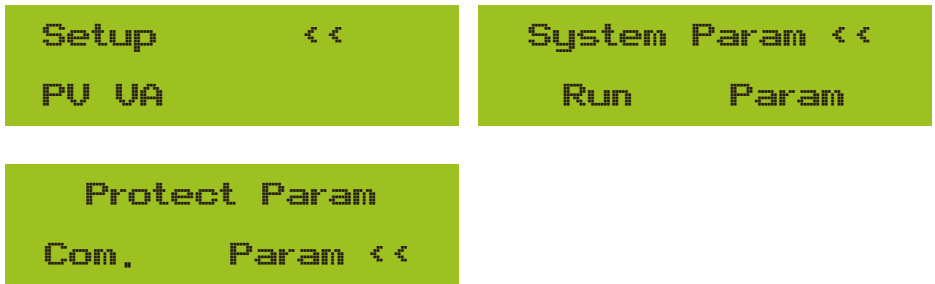 Setup <<
PV VA
System Param <<
Run Param
Protect Param
Com. Param <<